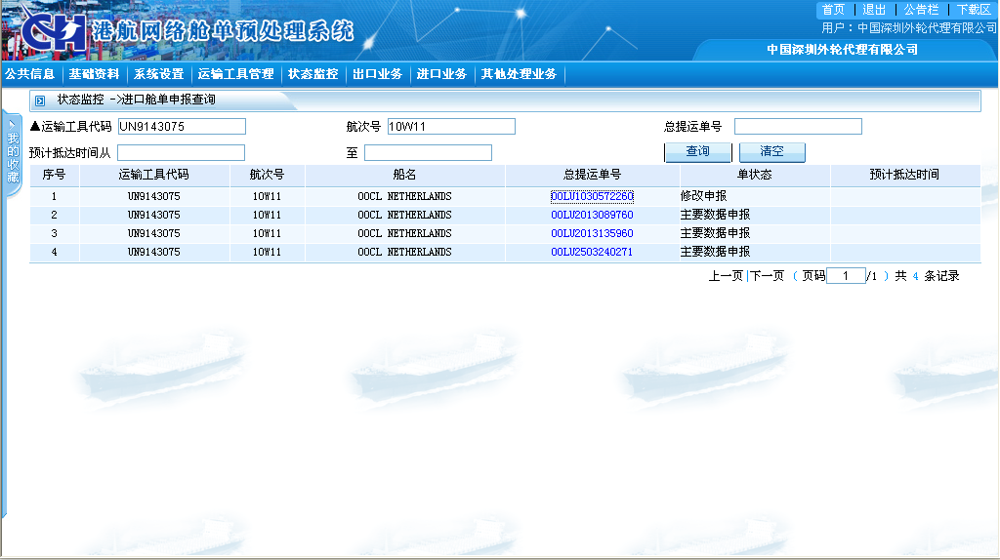 首页 | 退出 | 公告栏 | 下载区
CH 港航网络舱单预处理系统
用户：中国深圳外轮代理有限公司
中国深圳外轮代理有限公司
公共信息 基础资料 系统设置 运输工具管理 状态监控 出口业务 进口业务 其他处理业务
状态监控 ->进口舱单申报查询
我的收藏
▲运输工具代码 UN9143075 航次号 10W11 总提运单号
预计抵达时间从 至 查询 清空
序号 运输工具代码 航次号 船名 总提运单号 单状态 预计抵达时间
1 UN9143075 10W11 OOCL NETHERLANDS OOLU1030572260 修改申报
2 UN9143075 10W11 OOCL NETHERLANDS OOLU2013089760 主要数据申报
3 UN9143075 10W11 OOCL NETHERLANDS OOLU2013135960 主要数据申报
4 UN9143075 10W11 OOCL NETHERLANDS OOLU2503240271 主要数据申报
上一页|下一页 （ 页码 1 /1 ）共 4 条记录